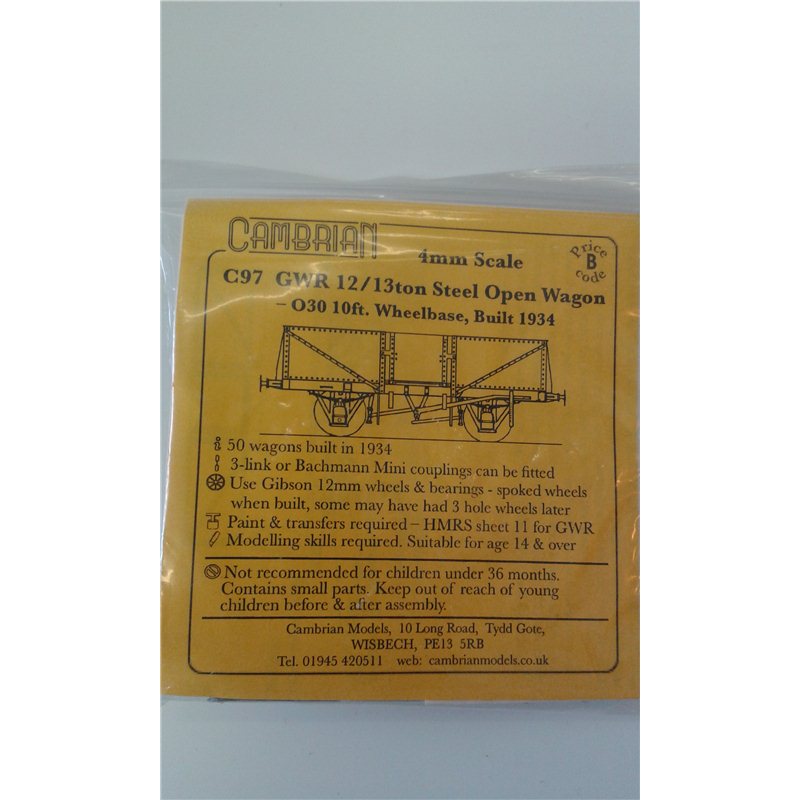 CAMBRIAN
4mm Scale
Price
B
code
C97 GWR 12/13ton Steel Open Wagon
– O30 10ft. Wheelbase, Built 1934
50 wagons built in 1934
3-link or Bachmann Mini couplings can be fitted
Use Gibson 12mm wheels & bearings - spoked wheels
when built, some may have had 3 hole wheels later
Paint & transfers required – HMRS sheet 11 for GWR
Modelling skills required. Suitable for age 14 & over
Not recommended for children under 36 months.
Contains small parts. Keep out of reach of young
children before & after assembly.
Cambrian Models, 10 Long Road, Tydd Gote,
WISBECH, PE13 5RB
Tel. 01945 420511 web: cambrianmodels.co.uk